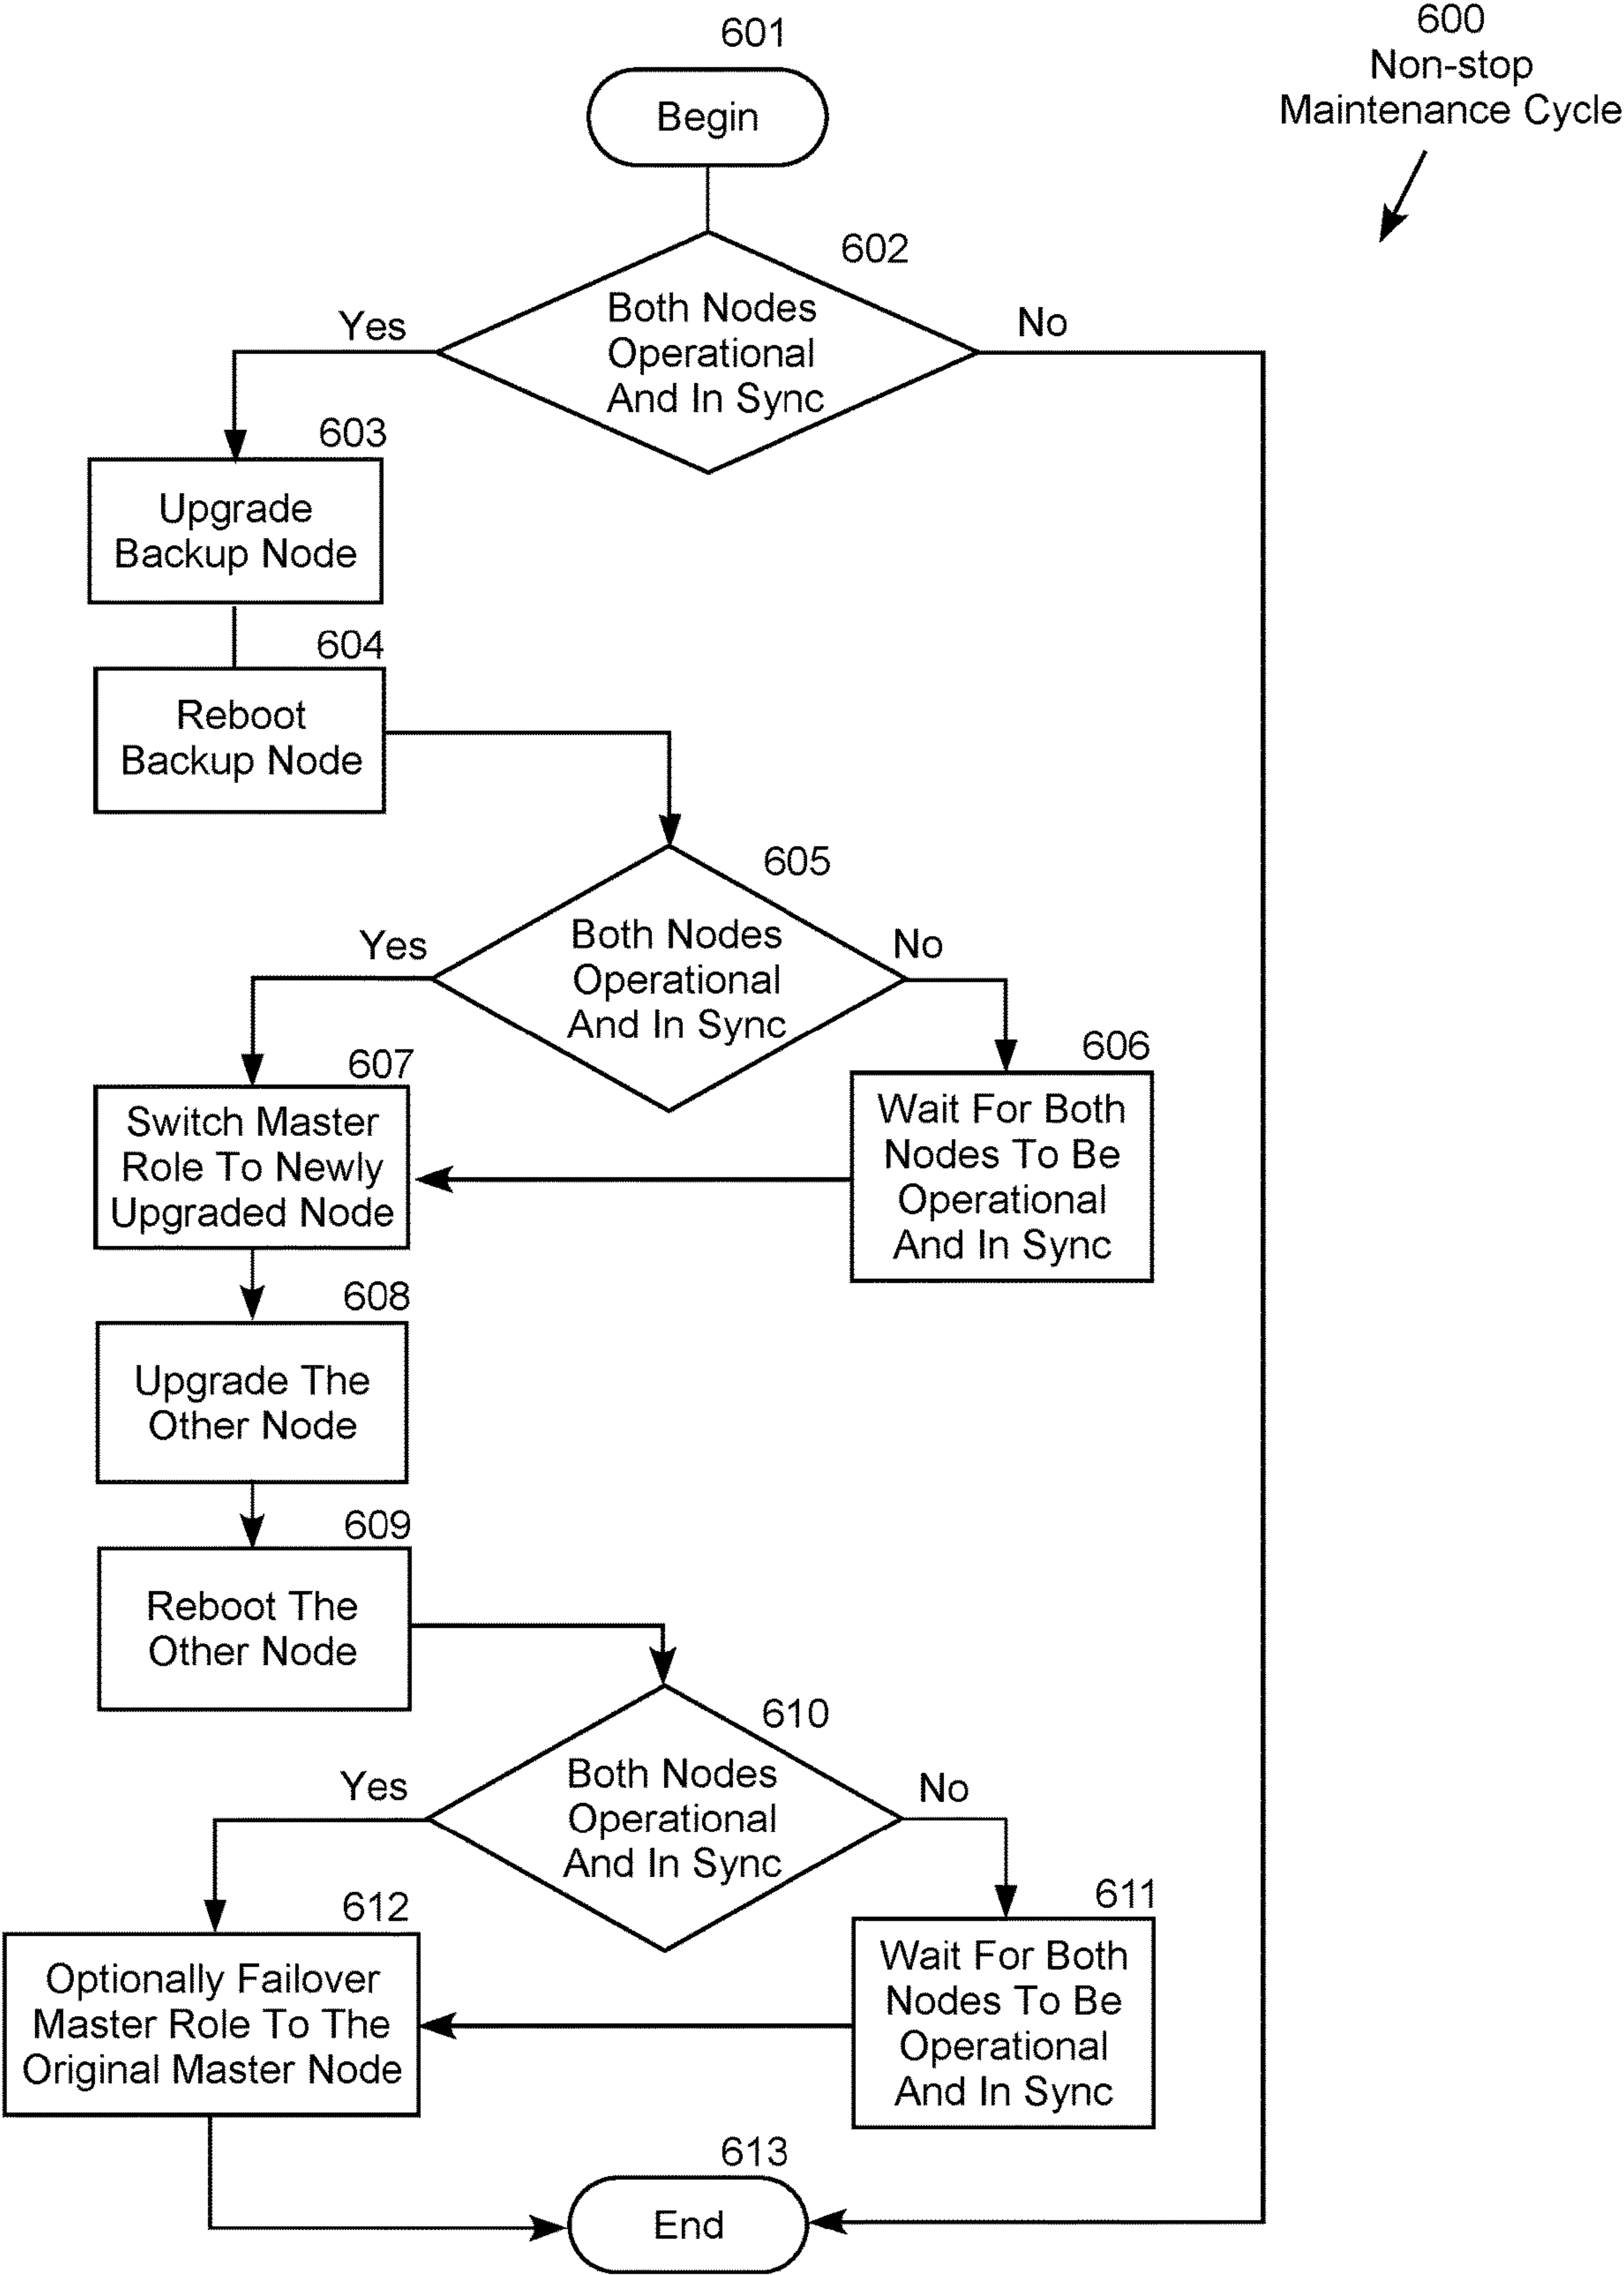 601
600
Non-stop
Maintenance Cycle
Begin
602
Both Nodes
Operational
And In Sync
Yes
No
603
Upgrade
Backup Node
604
Reboot
Backup Node
605
Both Nodes
Operational
And In Sync
Yes
No
606
Wait For Both
Nodes To Be
Operational
And In Sync
607
Switch Master
Role To Newly
Upgraded Node
608
Upgrade The
Other Node
609
Reboot The
Other Node
610
Both Nodes
Operational
And In Sync
Yes
No
611
Wait For Both
Nodes To Be
Operational
And In Sync
612
Optionally Failover
Master Role To The
Original Master Node
613
End